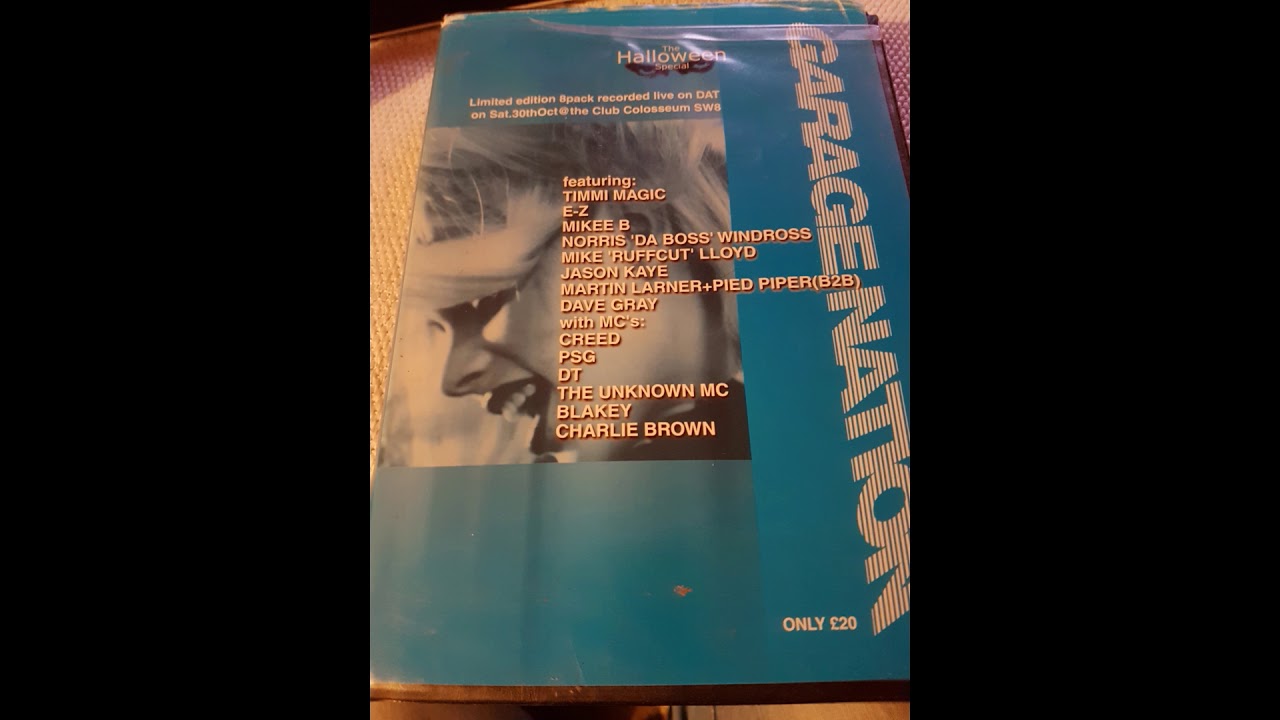 The
Halloween
Special
Limited edition 8pack recorded live on DAT
on Sat.30thOct@the Club Colosseum SW8
featuring:
TIMMI MAGIC
E-Z
MIKEE B
NORRIS 'DA BOSS' WINDROSS
MIKE 'RUFFCUT' LLOYD
JASON KAYE
MARTIN LARNER+PIED PIPER(B2B)
DAVE GRAY
with MC's:
CREED
PSG
DT
THE UNKNOWN MC
BLAKEY
CHARLIE BROWN
GARAGE NATION
ONLY £20